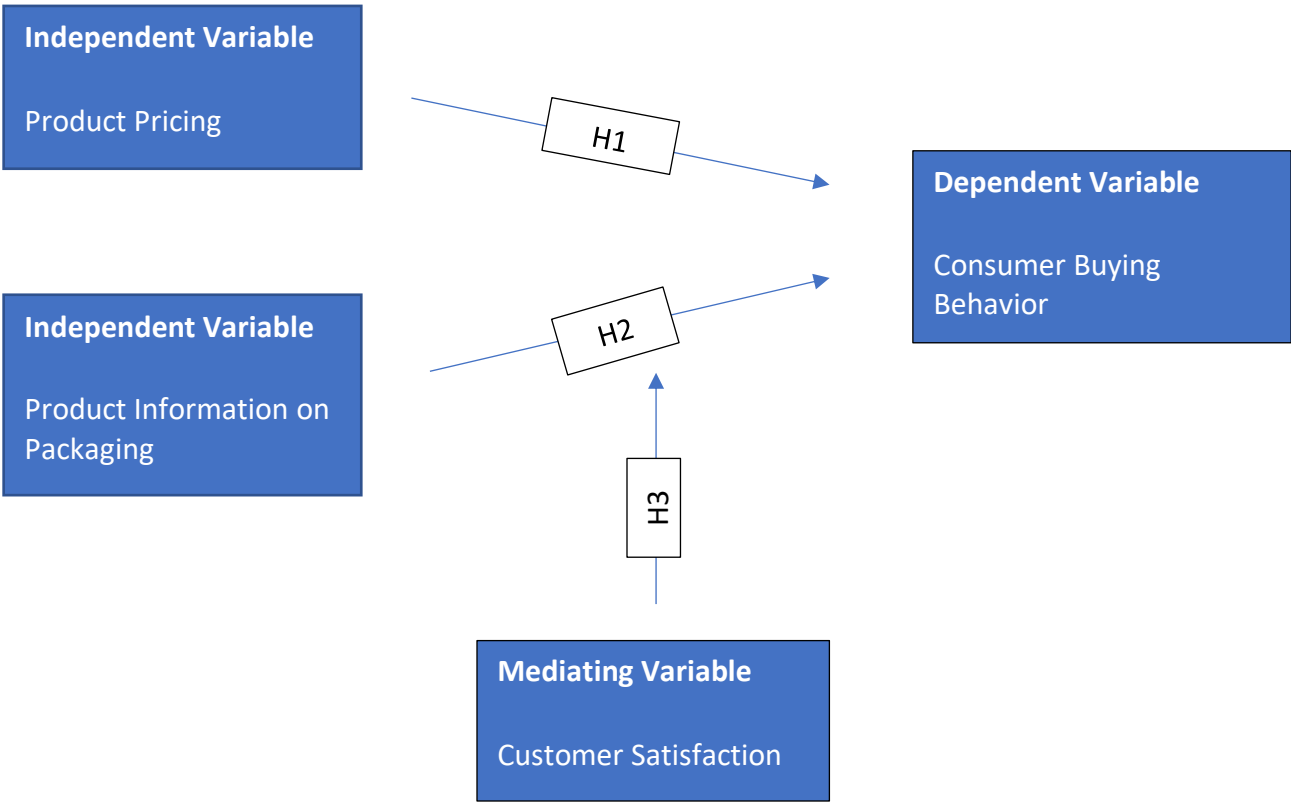 Independent Variable
Product Pricing
H1
Dependent Variable
Consumer Buying
Behavior
Independent Variable
Product Information on
Packaging
H2
H3
Mediating Variable
Customer Satisfaction